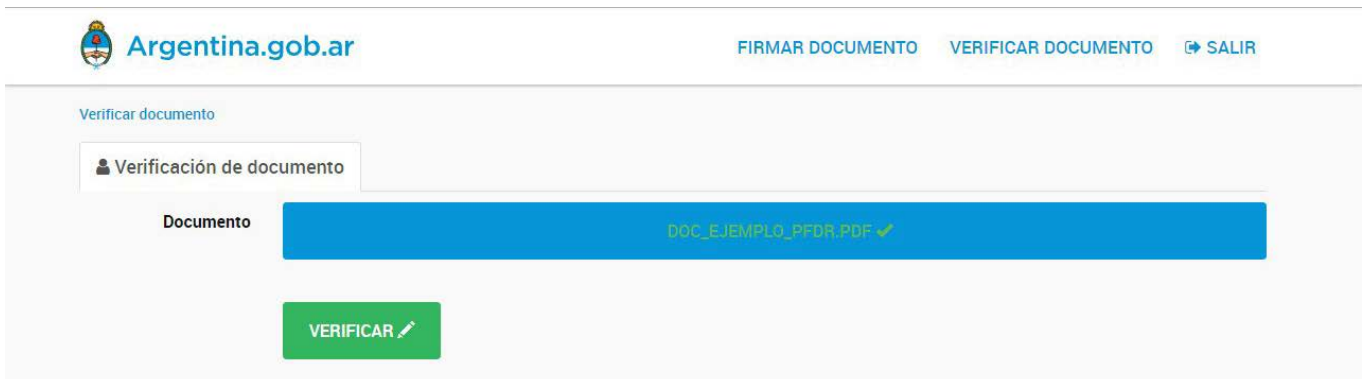 Argentina.gob.ar
FIRMAR DOCUMENTO VERIFICAR DOCUMENTO SALIR
Verificar documento
Verificación de documento
Documento
DOC_EJEMPLO_PFDR.PDF
VERIFICAR